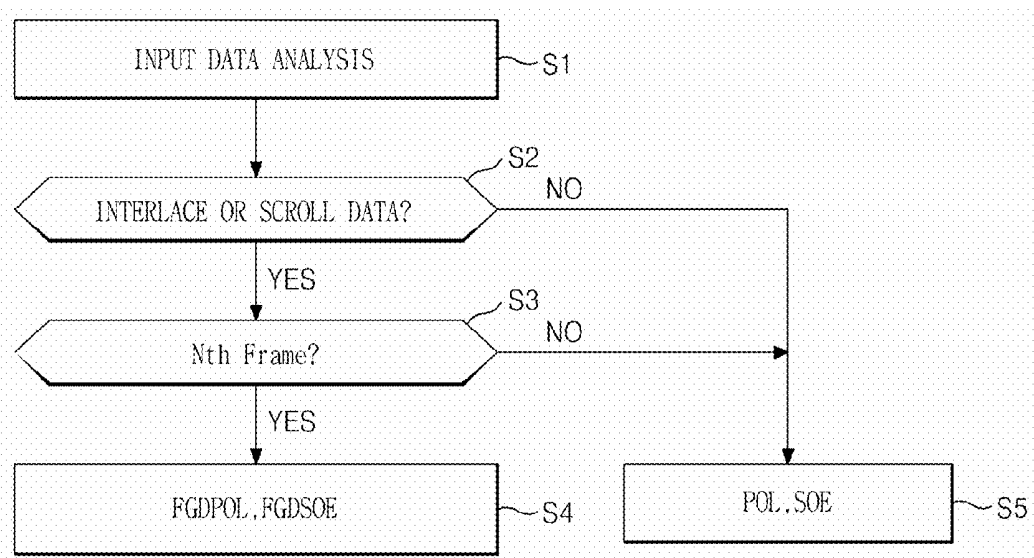 INPUT DATA ANALYSIS
S1
S2
INTERLACE OR SCROLL DATA?
NO
YES
S3
Nth Frame?
NO
YES
FGDPOL,FGDSOE
S4
POL,SOE
S5